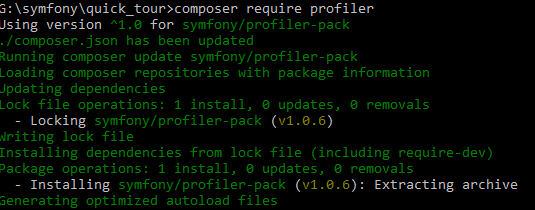 G:\symfony\quick_tour>composer require profiler
Using version ^1.0 for symfony/profiler-pack
./composer.json has been updated
Running composer update symfony/profiler-pack
Loading composer repositories with package information
Updating dependencies
Lock file operations: 1 install, 0 updates, 0 removals
  - Locking symfony/profiler-pack (v1.0.6)
Writing lock file
Installing dependencies from lock file (including require-dev)
Package operations: 1 install, 0 updates, 0 removals
  - Installing symfony/profiler-pack (v1.0.6): Extracting archive
Generating optimized autoload files